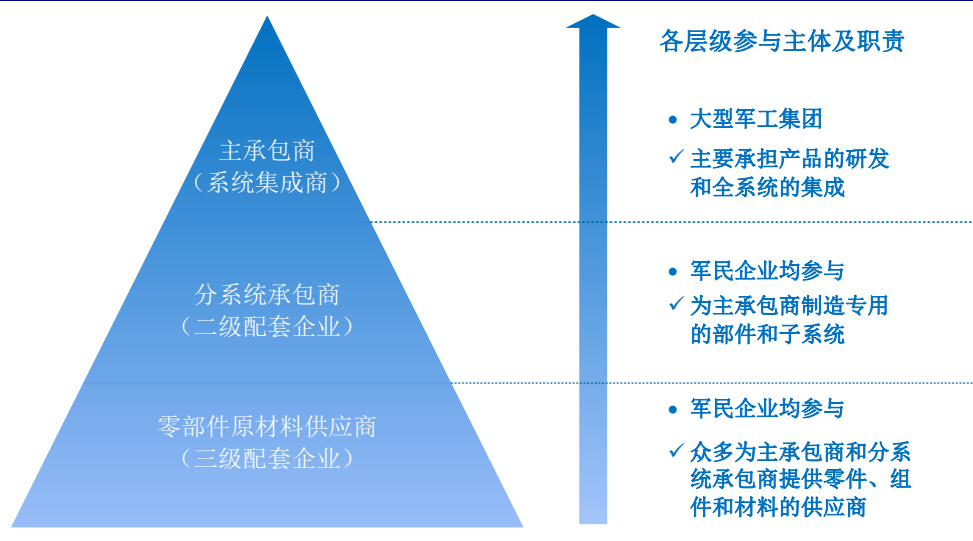 各层级参与主体及职责
主承包商
（系统集成商）
• 大型军工集团
✓ 主要承担产品的研发
和全系统的集成
分系统承包商
（二级配套企业）
• 军民企业均参与
✓ 为主承包商制造专用
的部件和子系统
零部件原材料供应商
（三级配套企业）
• 军民企业均参与
✓ 众多为主承包商和分系
统承包商提供零件、组
件和材料的供应商